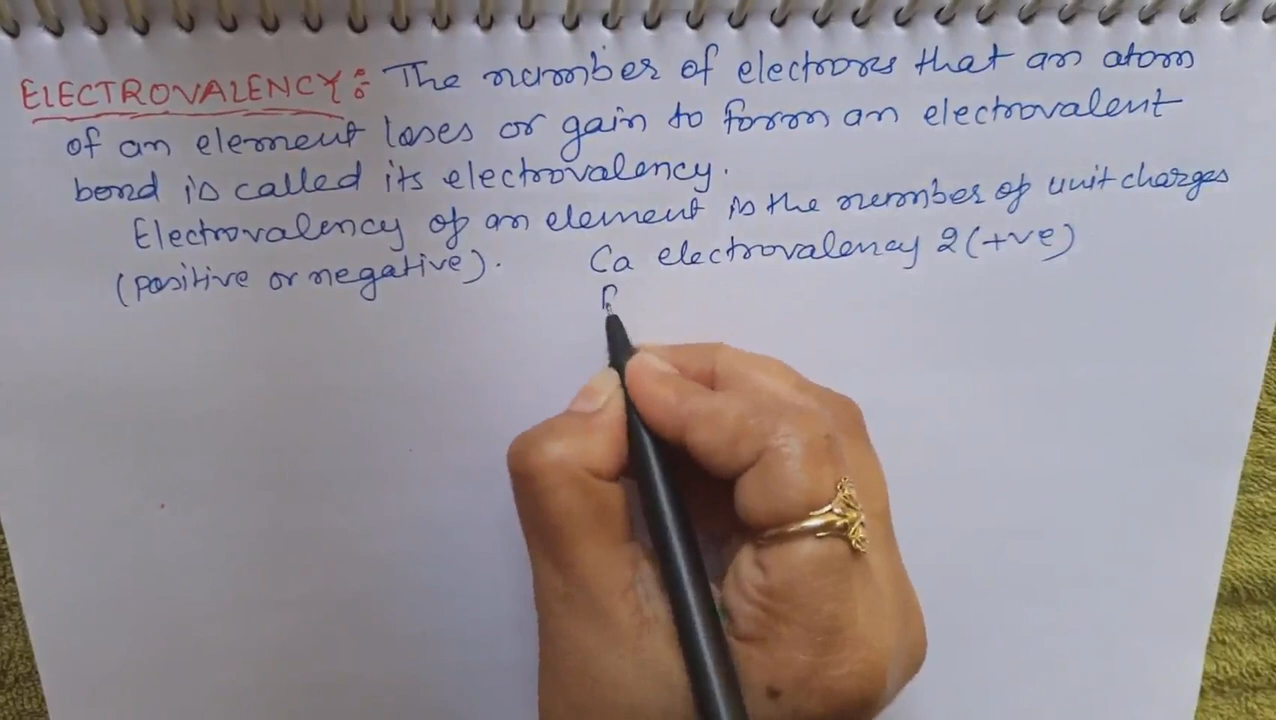 ELECTROVALENCY: The number of electrons that an atom
of an element loses or gain to form an electrovalent
bond is called its electrovalency.
Electrovalency of an element is the number of unit charges
(positive or negative). Ca electrovalency 2(+ve)